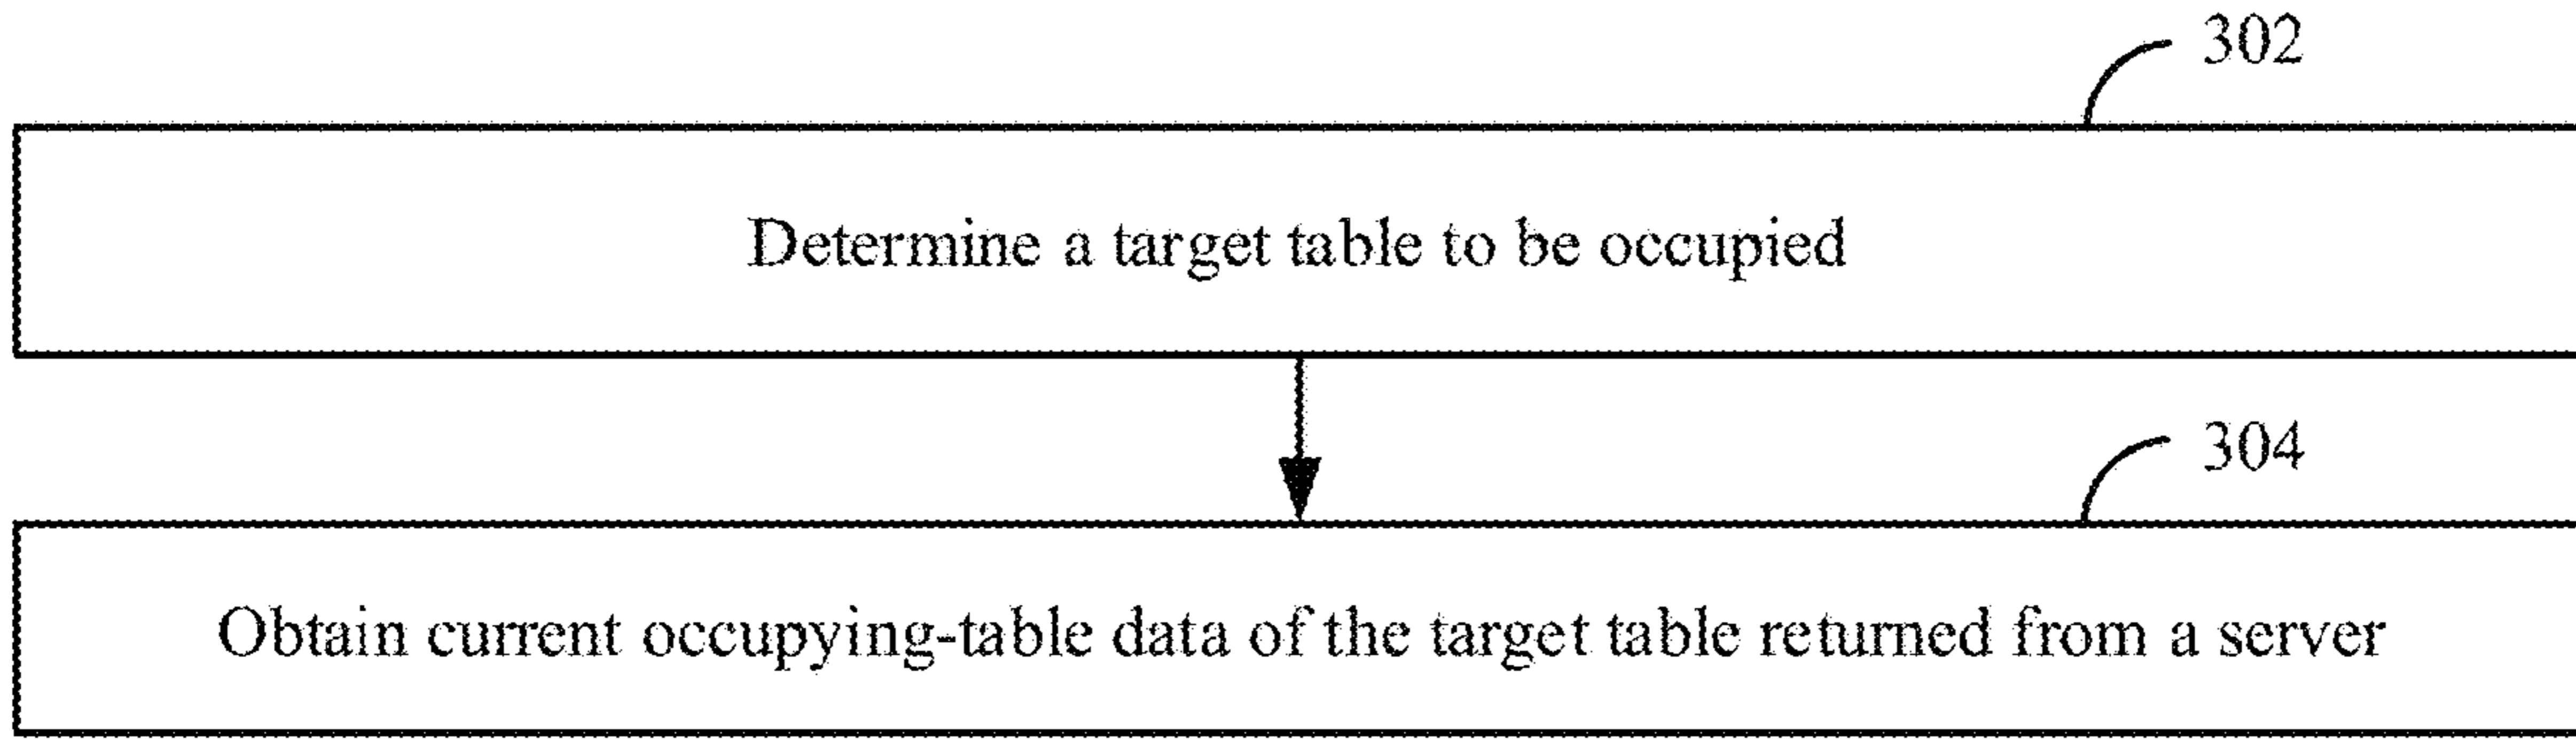 302
Determine a target table to be occupied
304
Obtain current occupying-table data of the target table returned from a server